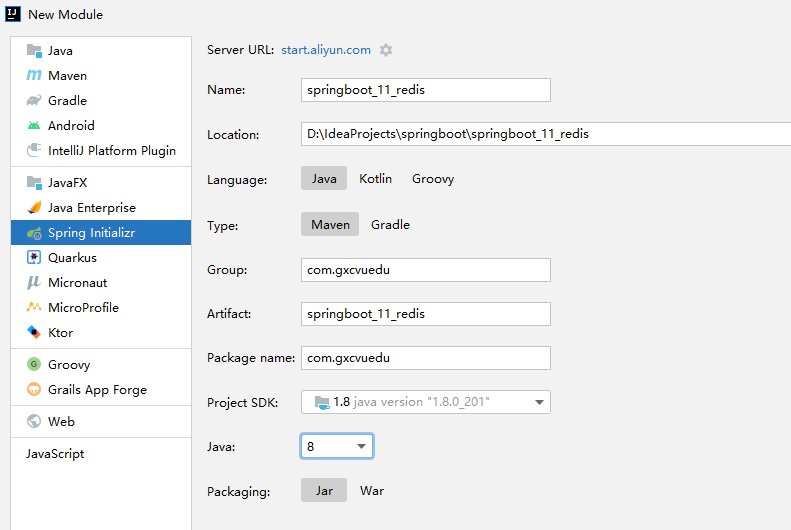 New Module
Java
Maven
Gradle
Android
IntelliJ Platform Plugin
JavaFX
Java Enterprise
Spring Initializr
Quarkus
Micronaut
MicroProfile
Ktor
Groovy
Grails App Forge
Web
JavaScript
Server URL: start.aliyun.com
Name: springboot_11_redis
Location: D:\IdeaProjects\springboot\springboot_11_redis
Language: Java Kotlin Groovy
Type: Maven Gradle
Group: com.gxcvuedu
Artifact: springboot_11_redis
Package name: com.gxcvuedu
Project SDK: 1.8 java version "1.8.0_201"
Java: 8
Packaging: Jar War